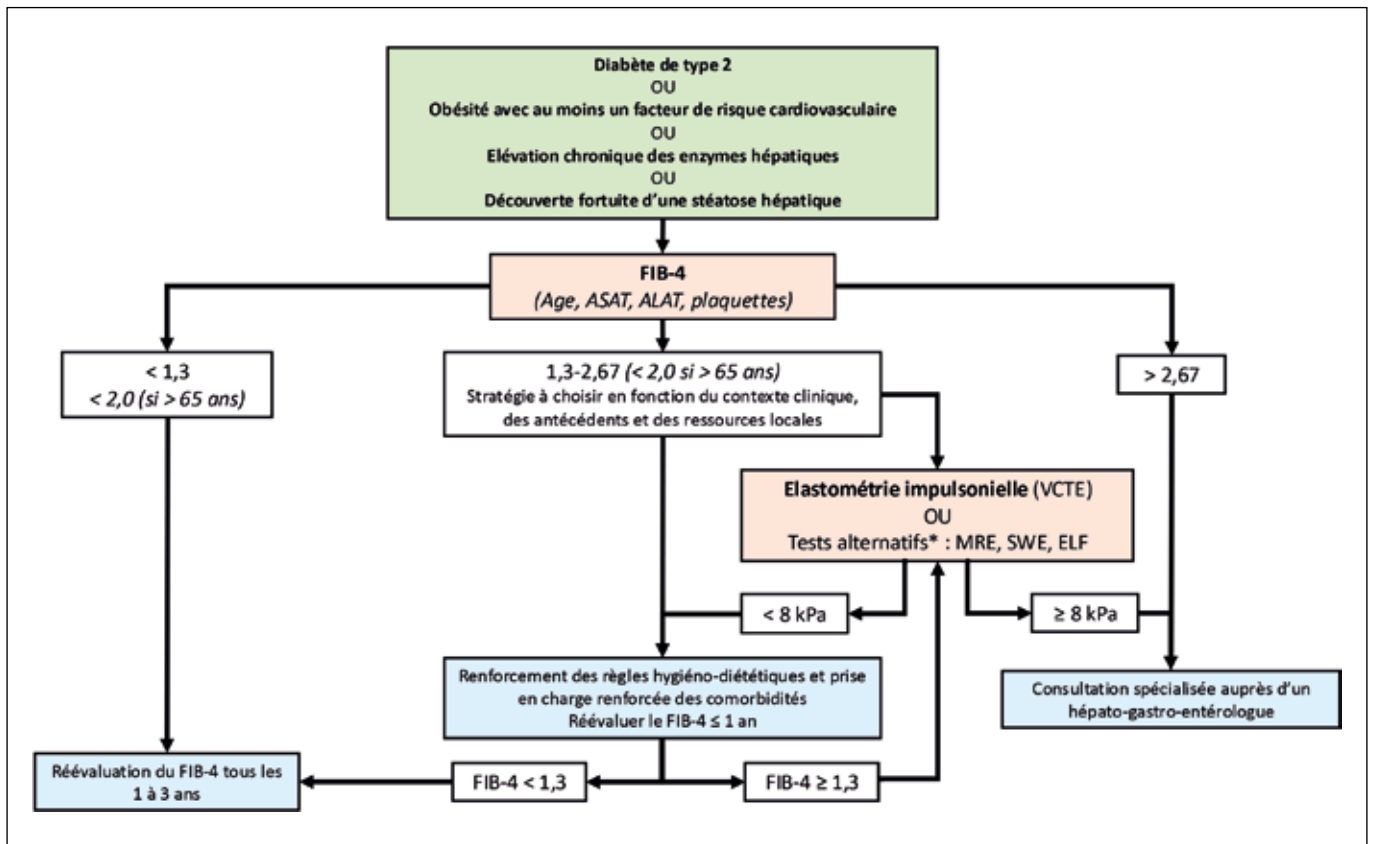 Diabète de type 2
OU
Obésité avec au moins un facteur de risque cardiovasculaire
OU
Elévation chronique des enzymes hépatiques
OU
Découverte fortuite d'une stéatose hépatique
FIB-4
(Age, ASAT, ALAT, plaquettes)
< 1,3
< 2,0 (si > 65 ans)
1,3-2,67 (< 2,0 si > 65 ans)
Stratégie à choisir en fonction du contexte clinique,
des antécédents et des ressources locales
> 2,67
Elastométrie impulsonielle (VCTE)
OU
Tests alternatifs* : MRE, SWE, ELF
< 8 kPa
≥ 8 kPa
Renforcement des règles hygiéno-diététiques et prise
en charge renforcée des comorbidités
Réévaluer le FIB-4 ≤ 1 an
Consultation spécialisée auprès d'un
hépato-gastro-entérologue
Réévaluation du FIB-4 tous les
1 à 3 ans
FIB-4 < 1,3
FIB-4 ≥ 1,3